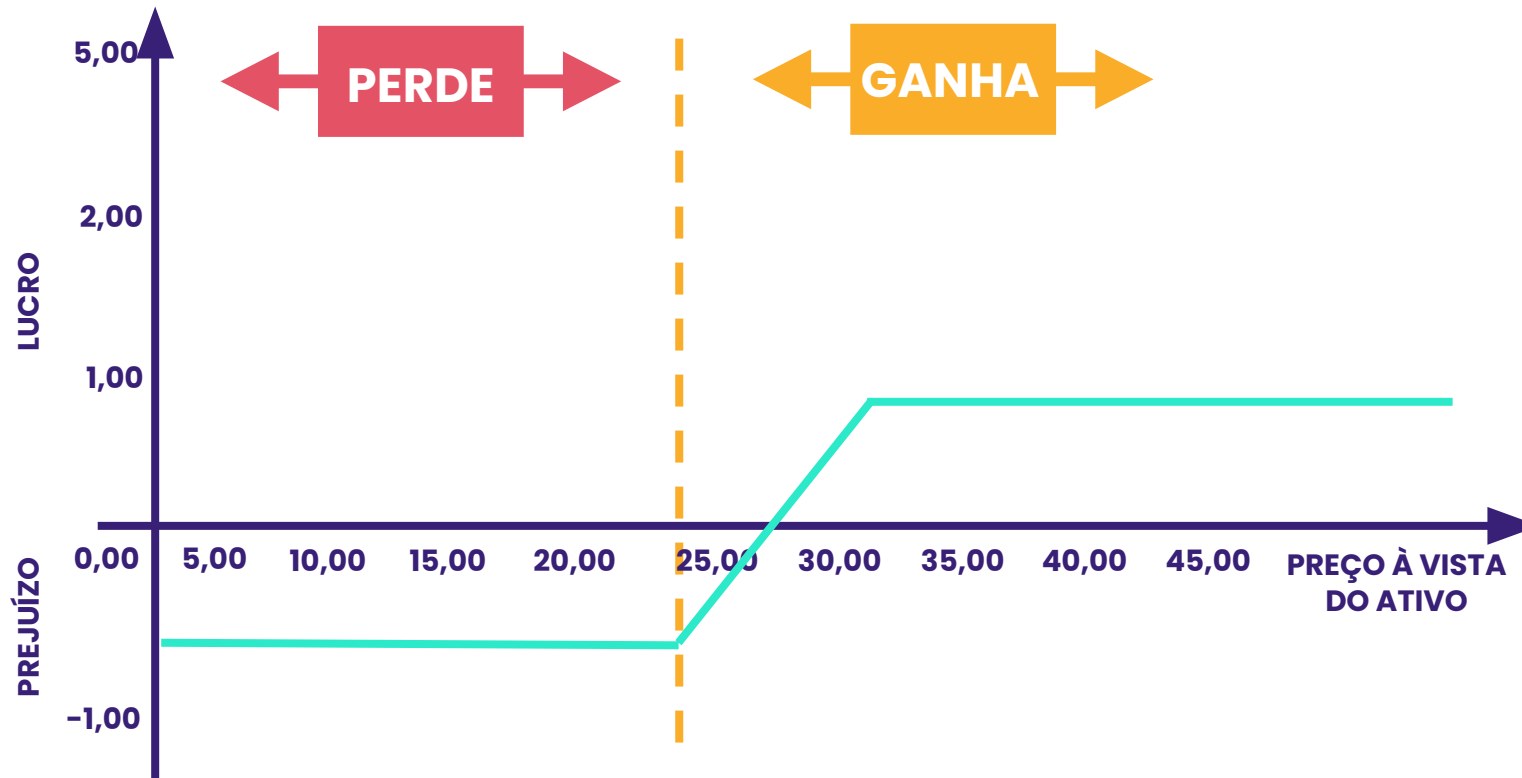 5,00
PERDE
GANHA
2,00
LUCRO
1,00
0,00
5,00
10,00
15,00
20,00
25,00
30,00
35,00
40,00
45,00
PREÇO À VISTA
DO ATIVO
PREJUÍZO
-1,00